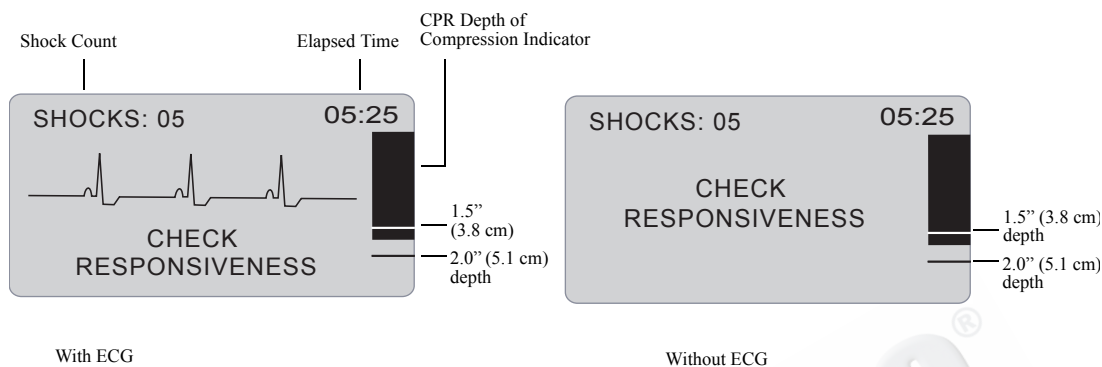 CPR Depth of
Compression Indicator
Shock Count
Elapsed Time
SHOCKS: 05
05:25
1.5”
(3.8 cm)
CHECK
RESPONSIVENESS
2.0” (5.1 cm)
depth
With ECG
SHOCKS: 05
05:25
CHECK
RESPONSIVENESS
1.5” (3.8 cm)
depth
2.0” (5.1 cm)
depth
Without ECG
®